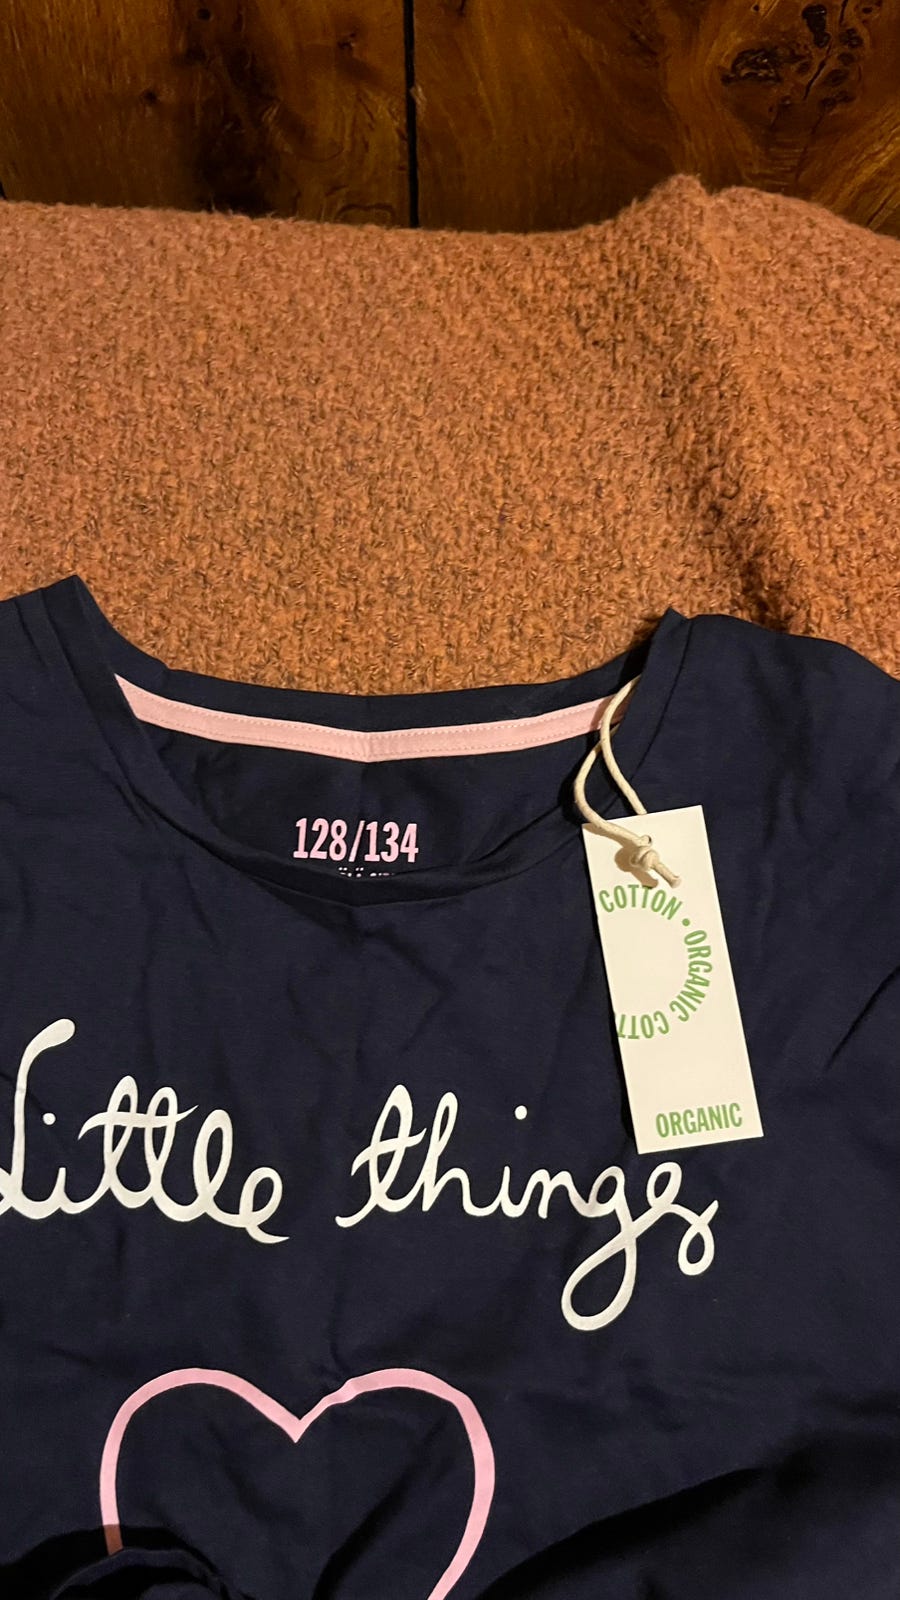 128/134
COTTON • ORGANIC COTT
ORGANIC
Little things